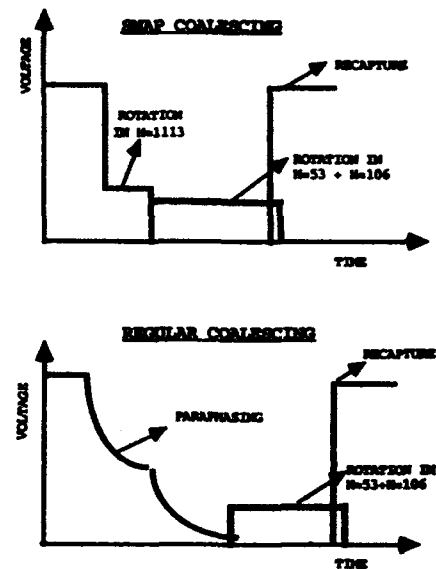 SNAP COALESCING
VOLTAGE
RECAPTURE
ROTATION
IN H=1113
ROTATION IN
H=53 + H=106
TIME
REGULAR COALESCING
VOLTAGE
RECAPTURE
PARAPHASING
ROTATION IN
H=53+H=106
TIME